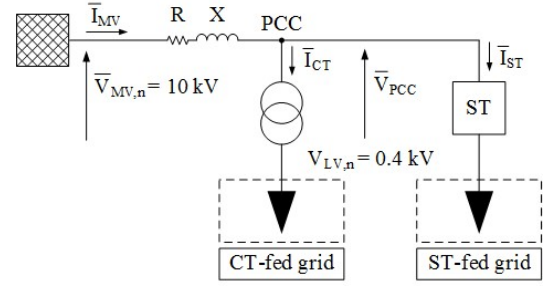 I̅MV
R X PCC
I̅CT
I̅ST
V̅MV,n = 10 kV
V̅PCC
ST
VLV,n = 0.4 kV
CT-fed grid
ST-fed grid